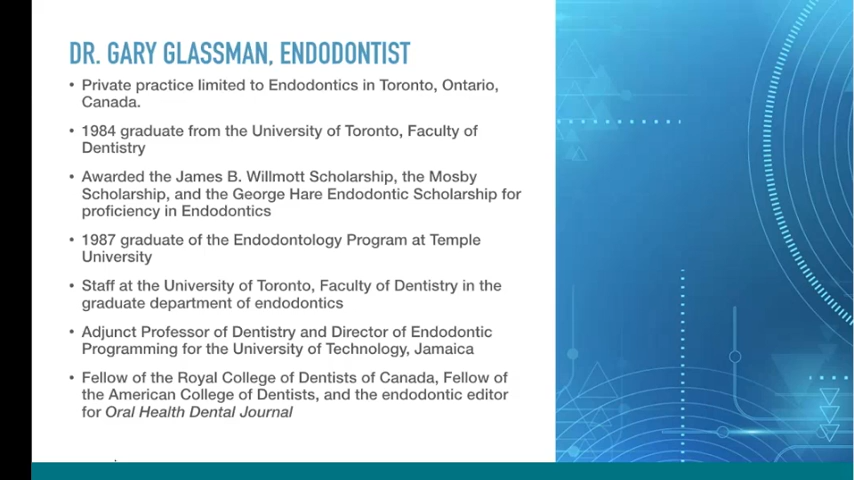 DR. GARY GLASSMAN, ENDODONTIST
• Private practice limited to Endodontics in Toronto, Ontario,
Canada.
• 1984 graduate from the University of Toronto, Faculty of
Dentistry
• Awarded the James B. Willmott Scholarship, the Mosby
Scholarship, and the George Hare Endodontic Scholarship for
proficiency in Endodontics
• 1987 graduate of the Endodontology Program at Temple
University
• Staff at the University of Toronto, Faculty of Dentistry in the
graduate department of endodontics
• Adjunct Professor of Dentistry and Director of Endodontic
Programming for the University of Technology, Jamaica
• Fellow of the Royal College of Dentists of Canada, Fellow of
the American College of Dentists, and the endodontic editor
for Oral Health Dental Journal